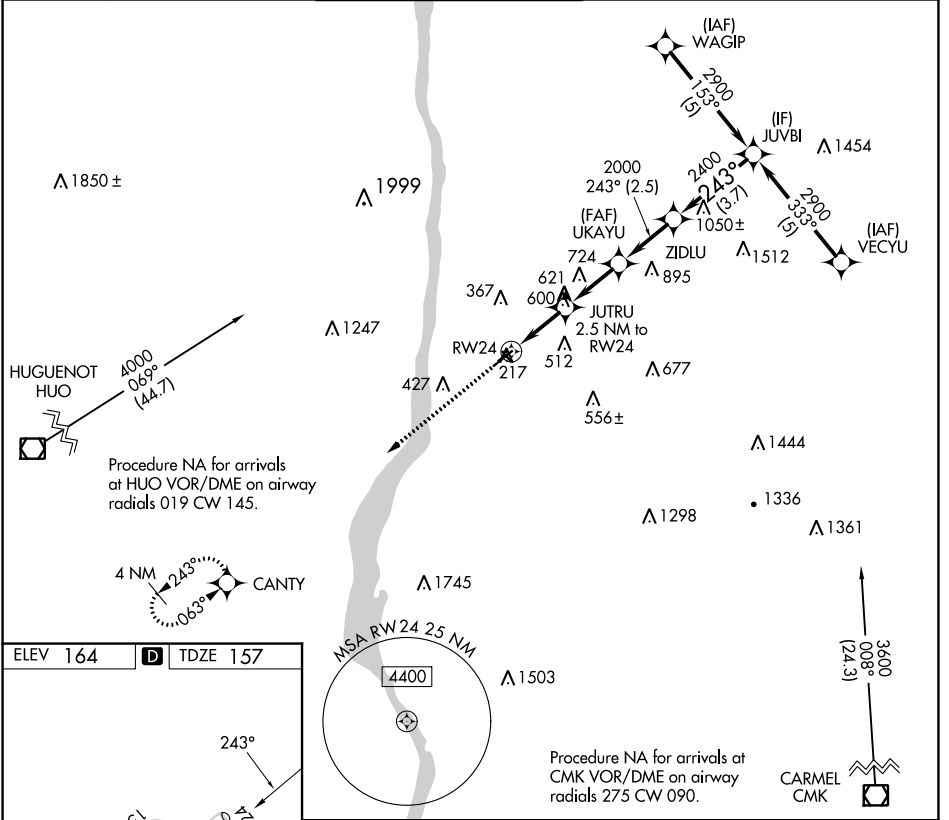 (IAF)
WAGIP
2900
153°
(5)
(IF)
JUVBI
1454
2400
243°
(3.7)
2000
243° (2.5)
1850 ±
1999
(FAF)
UKAYU
1050 ±
2900
333°
(5)
(IAF)
VECYU
ZIDLU
1512
724
895
621
600
367
JUTRU
2.5 NM to
RW24
1247
RW24
217
512
677
4000
069°
(44.7)
HUGUENOT
HUO
427
556 ±
Procedure NA for arrivals
at HUO VOR/DME on airway
radials 019 CW 145.
1444
1336
1298
1361
4 NM
243°
063°
CANTY
1745
ELEV 164
D
TDZE 157
MSA RW24 25 NM
4400
1503
3600
008°
(24.3)
243°
Procedure NA for arrivals at
CMK VOR/DME on airway
radials 275 CW 090.
CARMEL
CMK
24